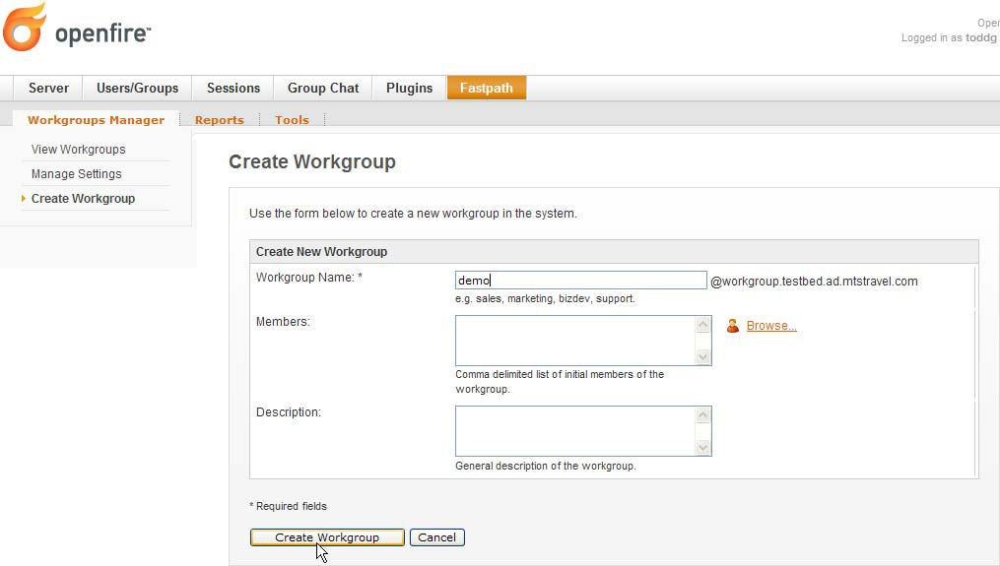 openfire™
Logged in as toddg
Server Users/Groups Sessions Group Chat Plugins Fastpath
Workgroups Manager Reports Tools
View Workgroups
Manage Settings
Create Workgroup
Create Workgroup
Use the form below to create a new workgroup in the system.
Create New Workgroup
Workgroup Name: * demo @workgroup.testbed.ad.mtstravel.com
e.g. sales, marketing, bizdev, support.
Members: Browse...
Comma delimited list of initial members of the
workgroup.
Description:
General description of the workgroup.
* Required fields
Create Workgroup Cancel